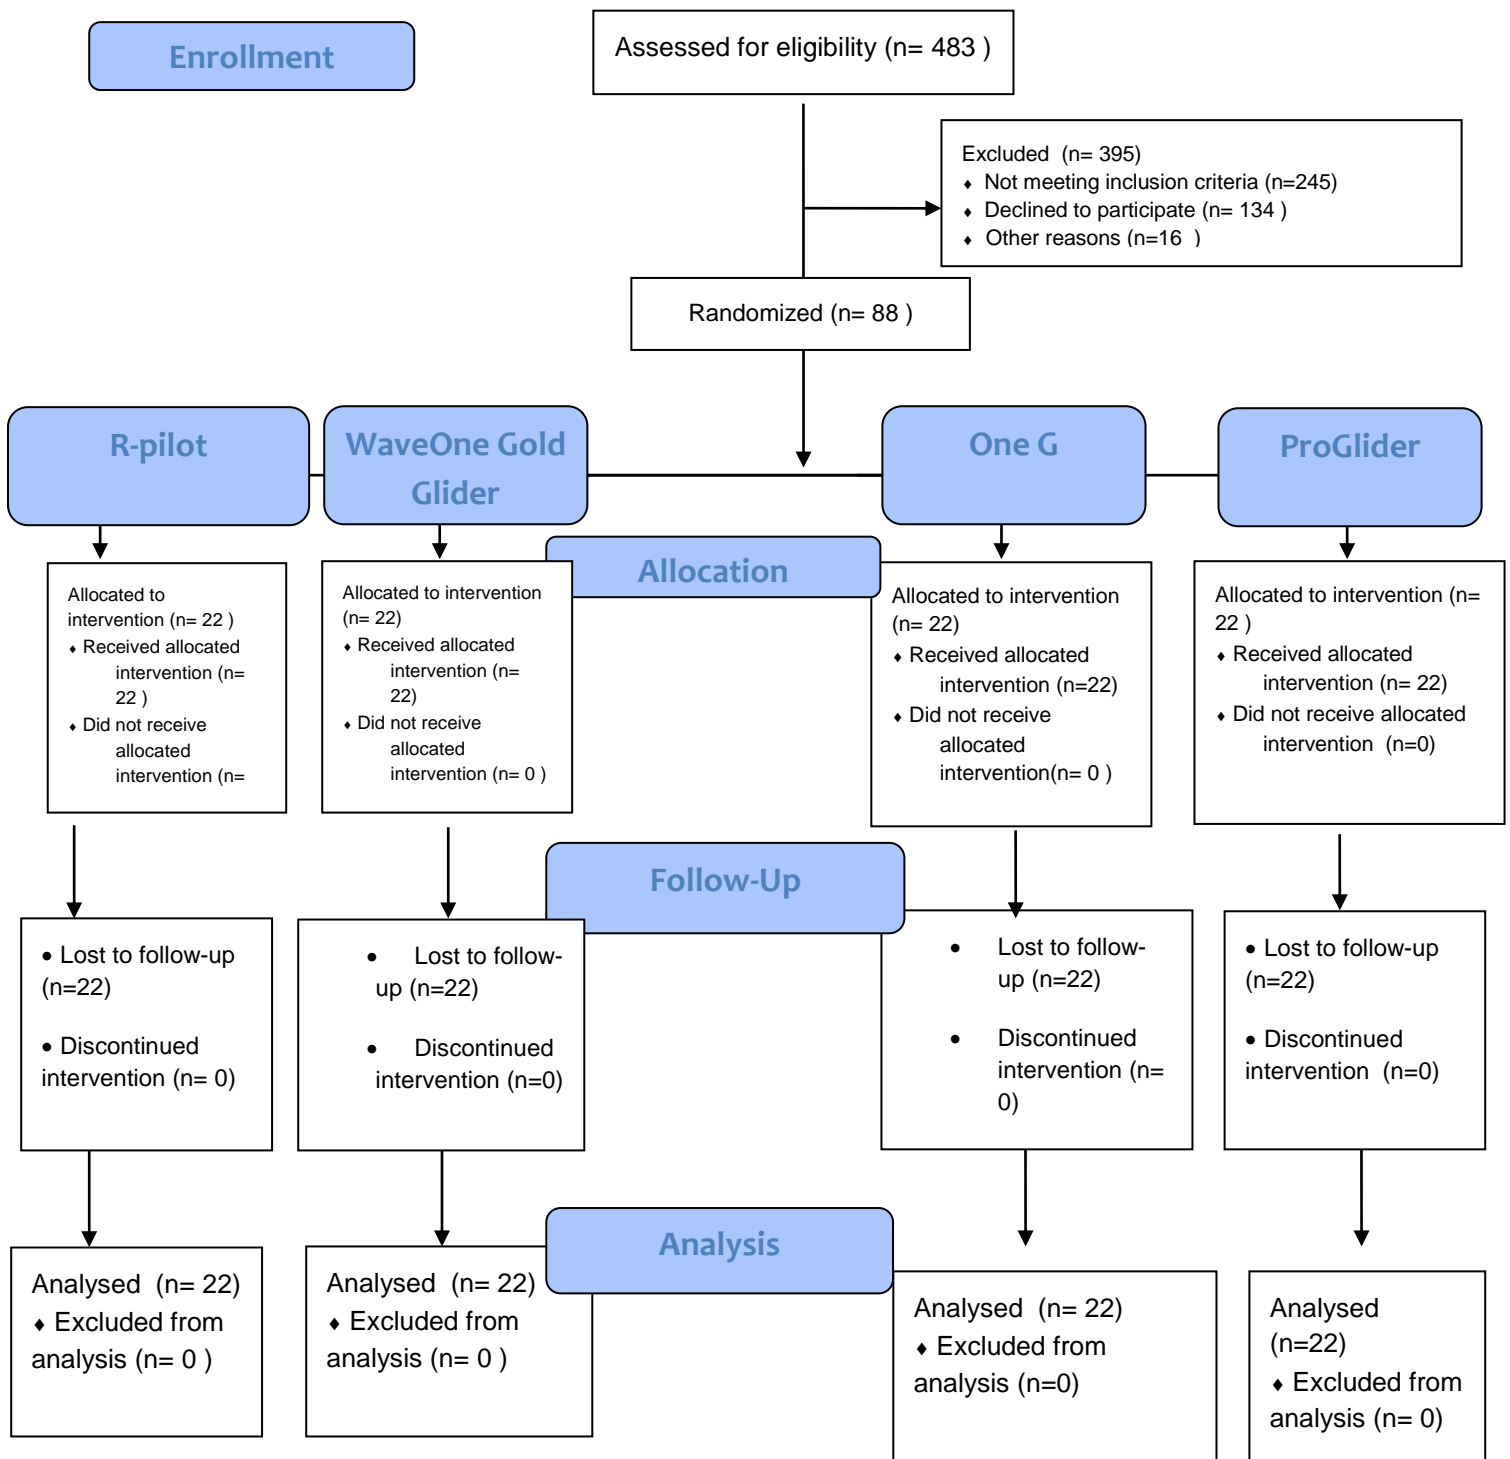 Enrollment
Assessed for eligibility (n= 483 )
Excluded  (n= 395)
♦ Not meeting inclusion criteria (n=245)
♦ Declined to participate (n= 134 )
♦ Other reasons (n=16  )
Randomized (n= 88 )
R-pilot
WaveOne Gold
Glider
One G
ProGlider
Allocation
Allocated to
intervention (n= 22 )
♦ Received allocated
intervention (n=
22 )
♦ Did not receive
allocated
intervention (n=
Allocated to intervention
(n= 22)
♦ Received allocated
intervention (n=
22)
♦ Did not receive
allocated
intervention (n= 0 )
Allocated to intervention
(n= 22)
♦ Received allocated
intervention (n=22)
♦ Did not receive
allocated
intervention(n= 0 )
Allocated to intervention (n=
22 )
♦ Received allocated
intervention (n= 22)
♦ Did not receive allocated
intervention  (n=0)
Follow-Up
• Lost to follow-up
(n=22)
• Discontinued
intervention (n= 0)
• Lost to follow-
up (n=22)
• Discontinued
intervention (n=0)
• Lost to follow-
up (n=22)
• Discontinued
intervention (n=
0)
• Lost to follow-up
(n=22)
• Discontinued
intervention  (n=0)
Analysis
Analysed  (n= 22)
♦ Excluded from
analysis (n= 0 )
Analysed  (n= 22)
♦ Excluded from
analysis (n= 0 )
Analysed  (n= 22)
♦ Excluded from
analysis (n=0)
Analysed
(n=22)
♦ Excluded from
analysis (n= 0)